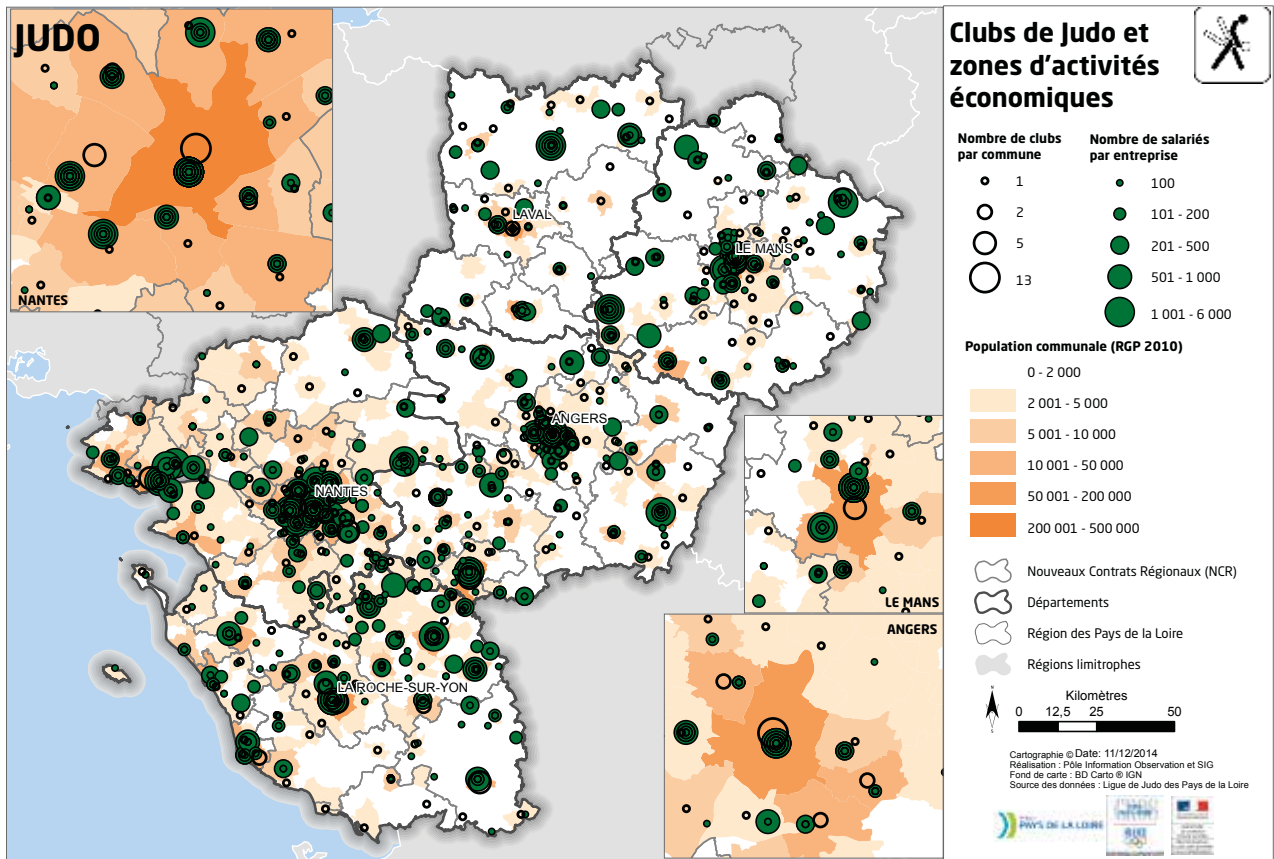 JUDO
NANTES
LAVAL
LE MANS
ANGERS
NANTES
LA ROCHE-SUR-YON
LE MANS
ANGERS
Clubs de Judo et
zones d'activités
économiques
Nombre de clubs
par commune
1
2
5
13
Nombre de salariés
par entreprise
100
101 - 200
201 - 500
501 - 1 000
1 001 - 6 000
Population communale (RGP 2010)
0 - 2 000
2 001 - 5 000
5 001 - 10 000
10 001 - 50 000
50 001 - 200 000
200 001 - 500 000
Nouveaux Contrats Régionaux (NCR)
Départements
Région des Pays de la Loire
Régions limitrophes
Kilomètres
0 12,5 25 50
Cartographie © Date: 11/12/2014
Réalisation : Pôle Information Observation et SIG
Fond de carte : BD Carto ® IGN
Source des données : Ligue de Judo des Pays de la Loire
PAYS DE LA LOIRE